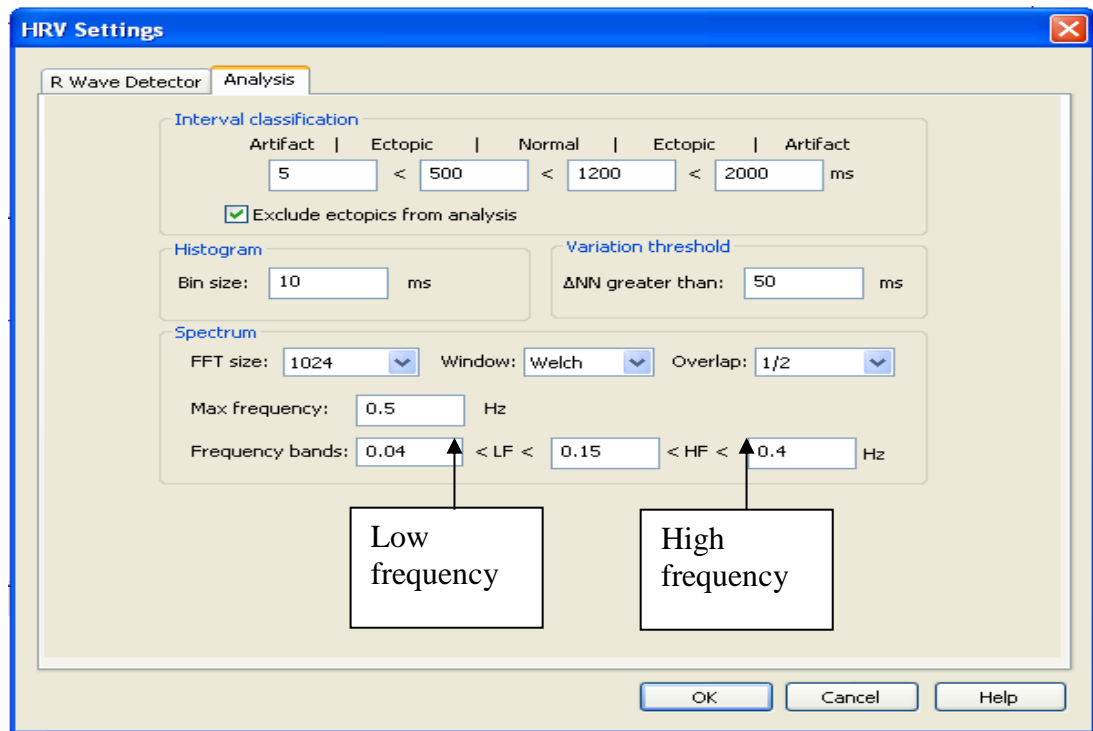 HRV Settings
R Wave Detector Analysis
Interval classification
Artifact | Ectopic | Normal | Ectopic | Artifact
5 < 500 < 1200 < 2000 ms
Exclude ectopics from analysis
Histogram
Bin size: 10 ms
Variation threshold
ΔNN greater than: 50 ms
Spectrum
FFT size: 1024 Window: Welch Overlap: 1/2
Max frequency: 0.5 Hz
Frequency bands: 0.04 < LF < 0.15 < HF < 0.4 Hz
Low
frequency
High
frequency
OK Cancel Help